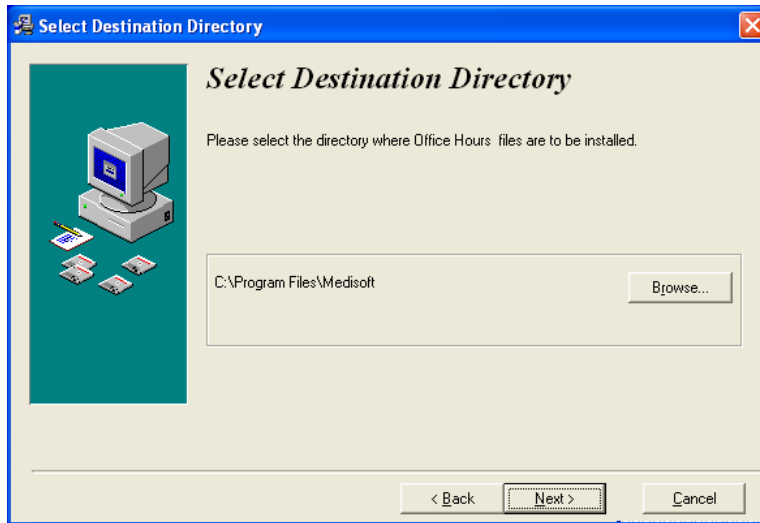 Select Destination Directory
Select Destination Directory
Please select the directory where Office Hours files are to be installed.
C:\Program Files\Medisoft
Browse...
< Back
Next >
Cancel